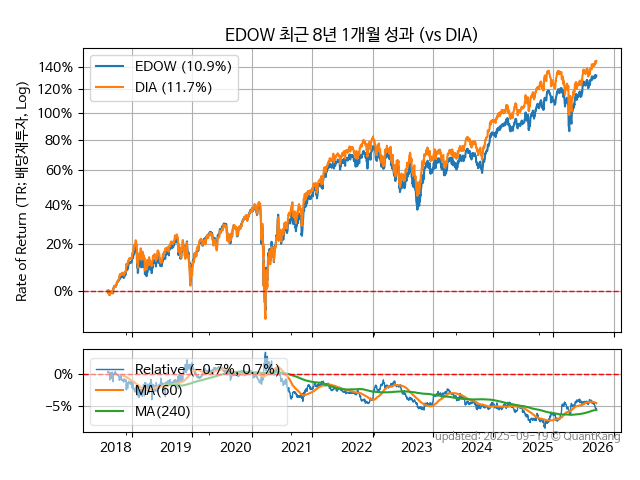 EDOW 최근 8년 1개월 성과 (vs DIA)
Rate of Return (TR: 배당재투자, Log)
EDOW (10.9%)
DIA (11.7%)
140%
120%
100%
80%
60%
40%
20%
0%
Relative (−0.7%, 0.7%)
MA(60)
MA(240)
0%
−5%
2018 2019 2020 2021 2022 2023 2024 2025 2026
updated: 2025-09-19 © QuantKang